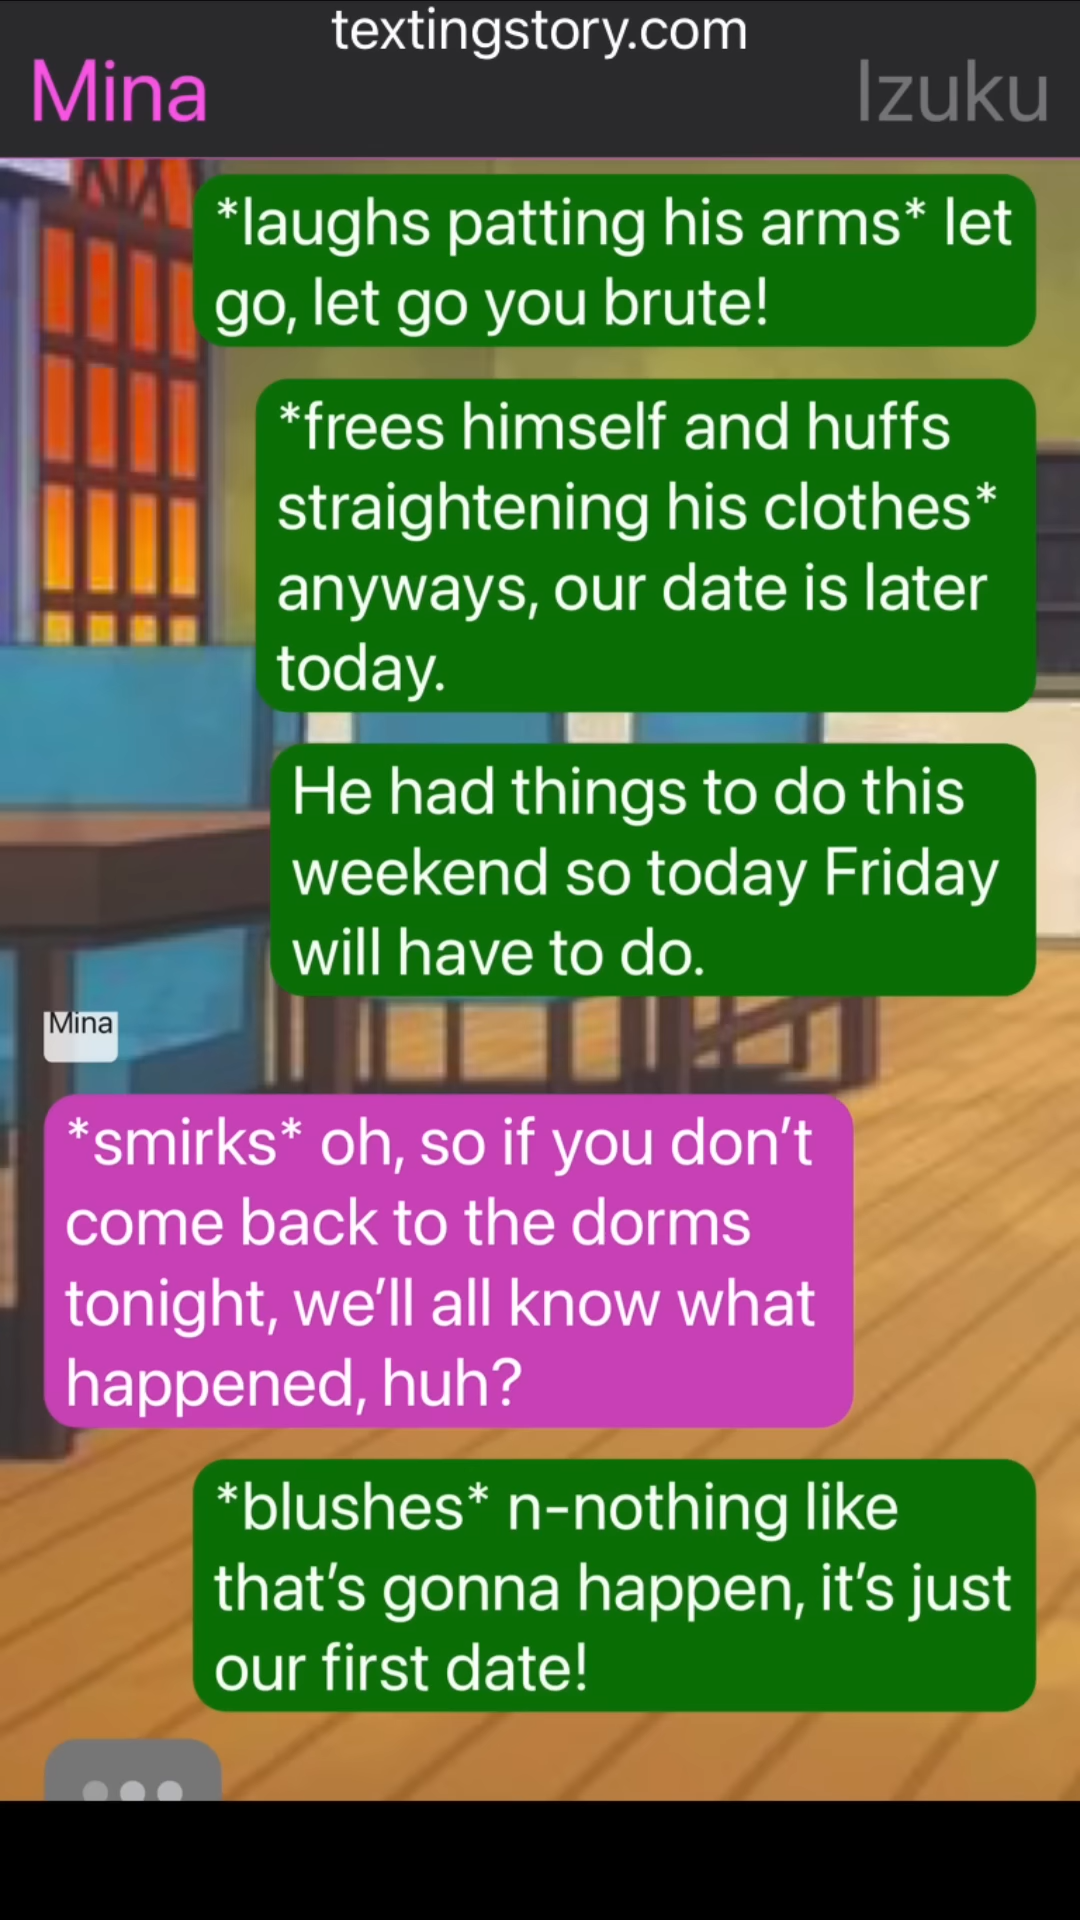 textingstory.com
Mina
Izuku
*laughs patting his arms* let
go, let go you brute!
*frees himself and huffs
straightening his clothes*
anyways, our date is later
today.
He had things to do this
weekend so today Friday
will have to do.
Mina
*smirks* oh, so if you don’t
come back to the dorms
tonight, we’ll all know what
happened, huh?
*blushes* n-nothing like
that’s gonna happen, it’s just
our first date!